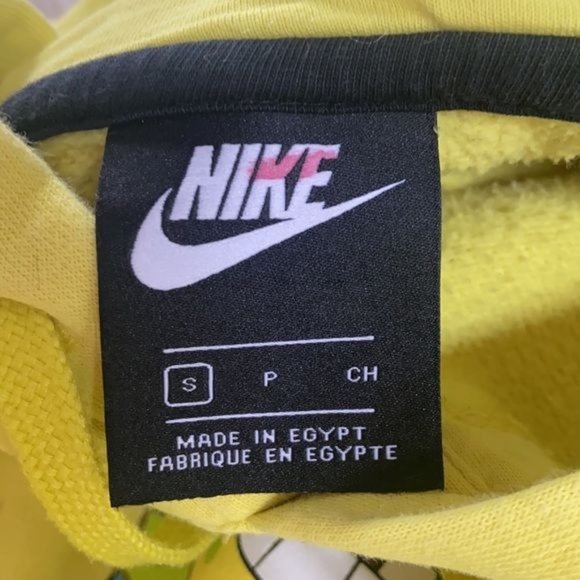 NIKE
S P CH
MADE IN EGYPT
FABRIQUE EN EGYPTE